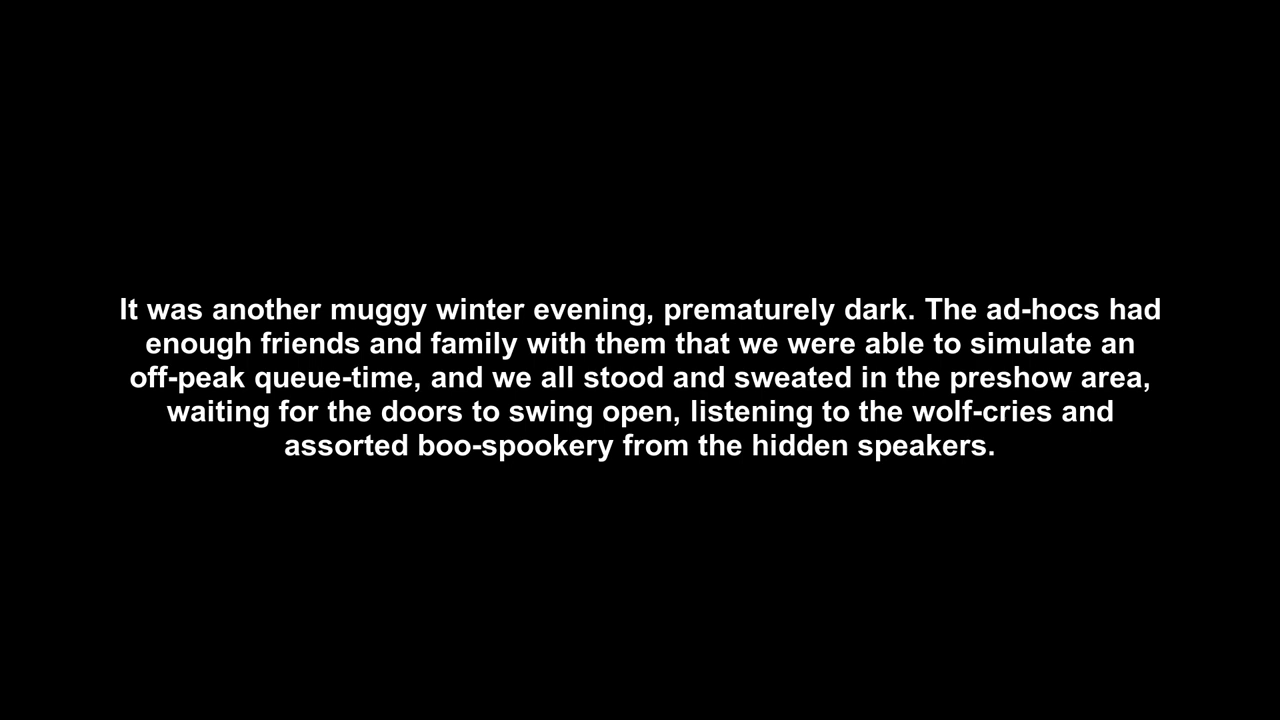 It was another muggy winter evening, prematurely dark. The ad-hocs had
enough friends and family with them that we were able to simulate an
off-peak queue-time, and we all stood and sweated in the preshow area,
waiting for the doors to swing open, listening to the wolf-cries and
assorted boo-spookery from the hidden speakers.